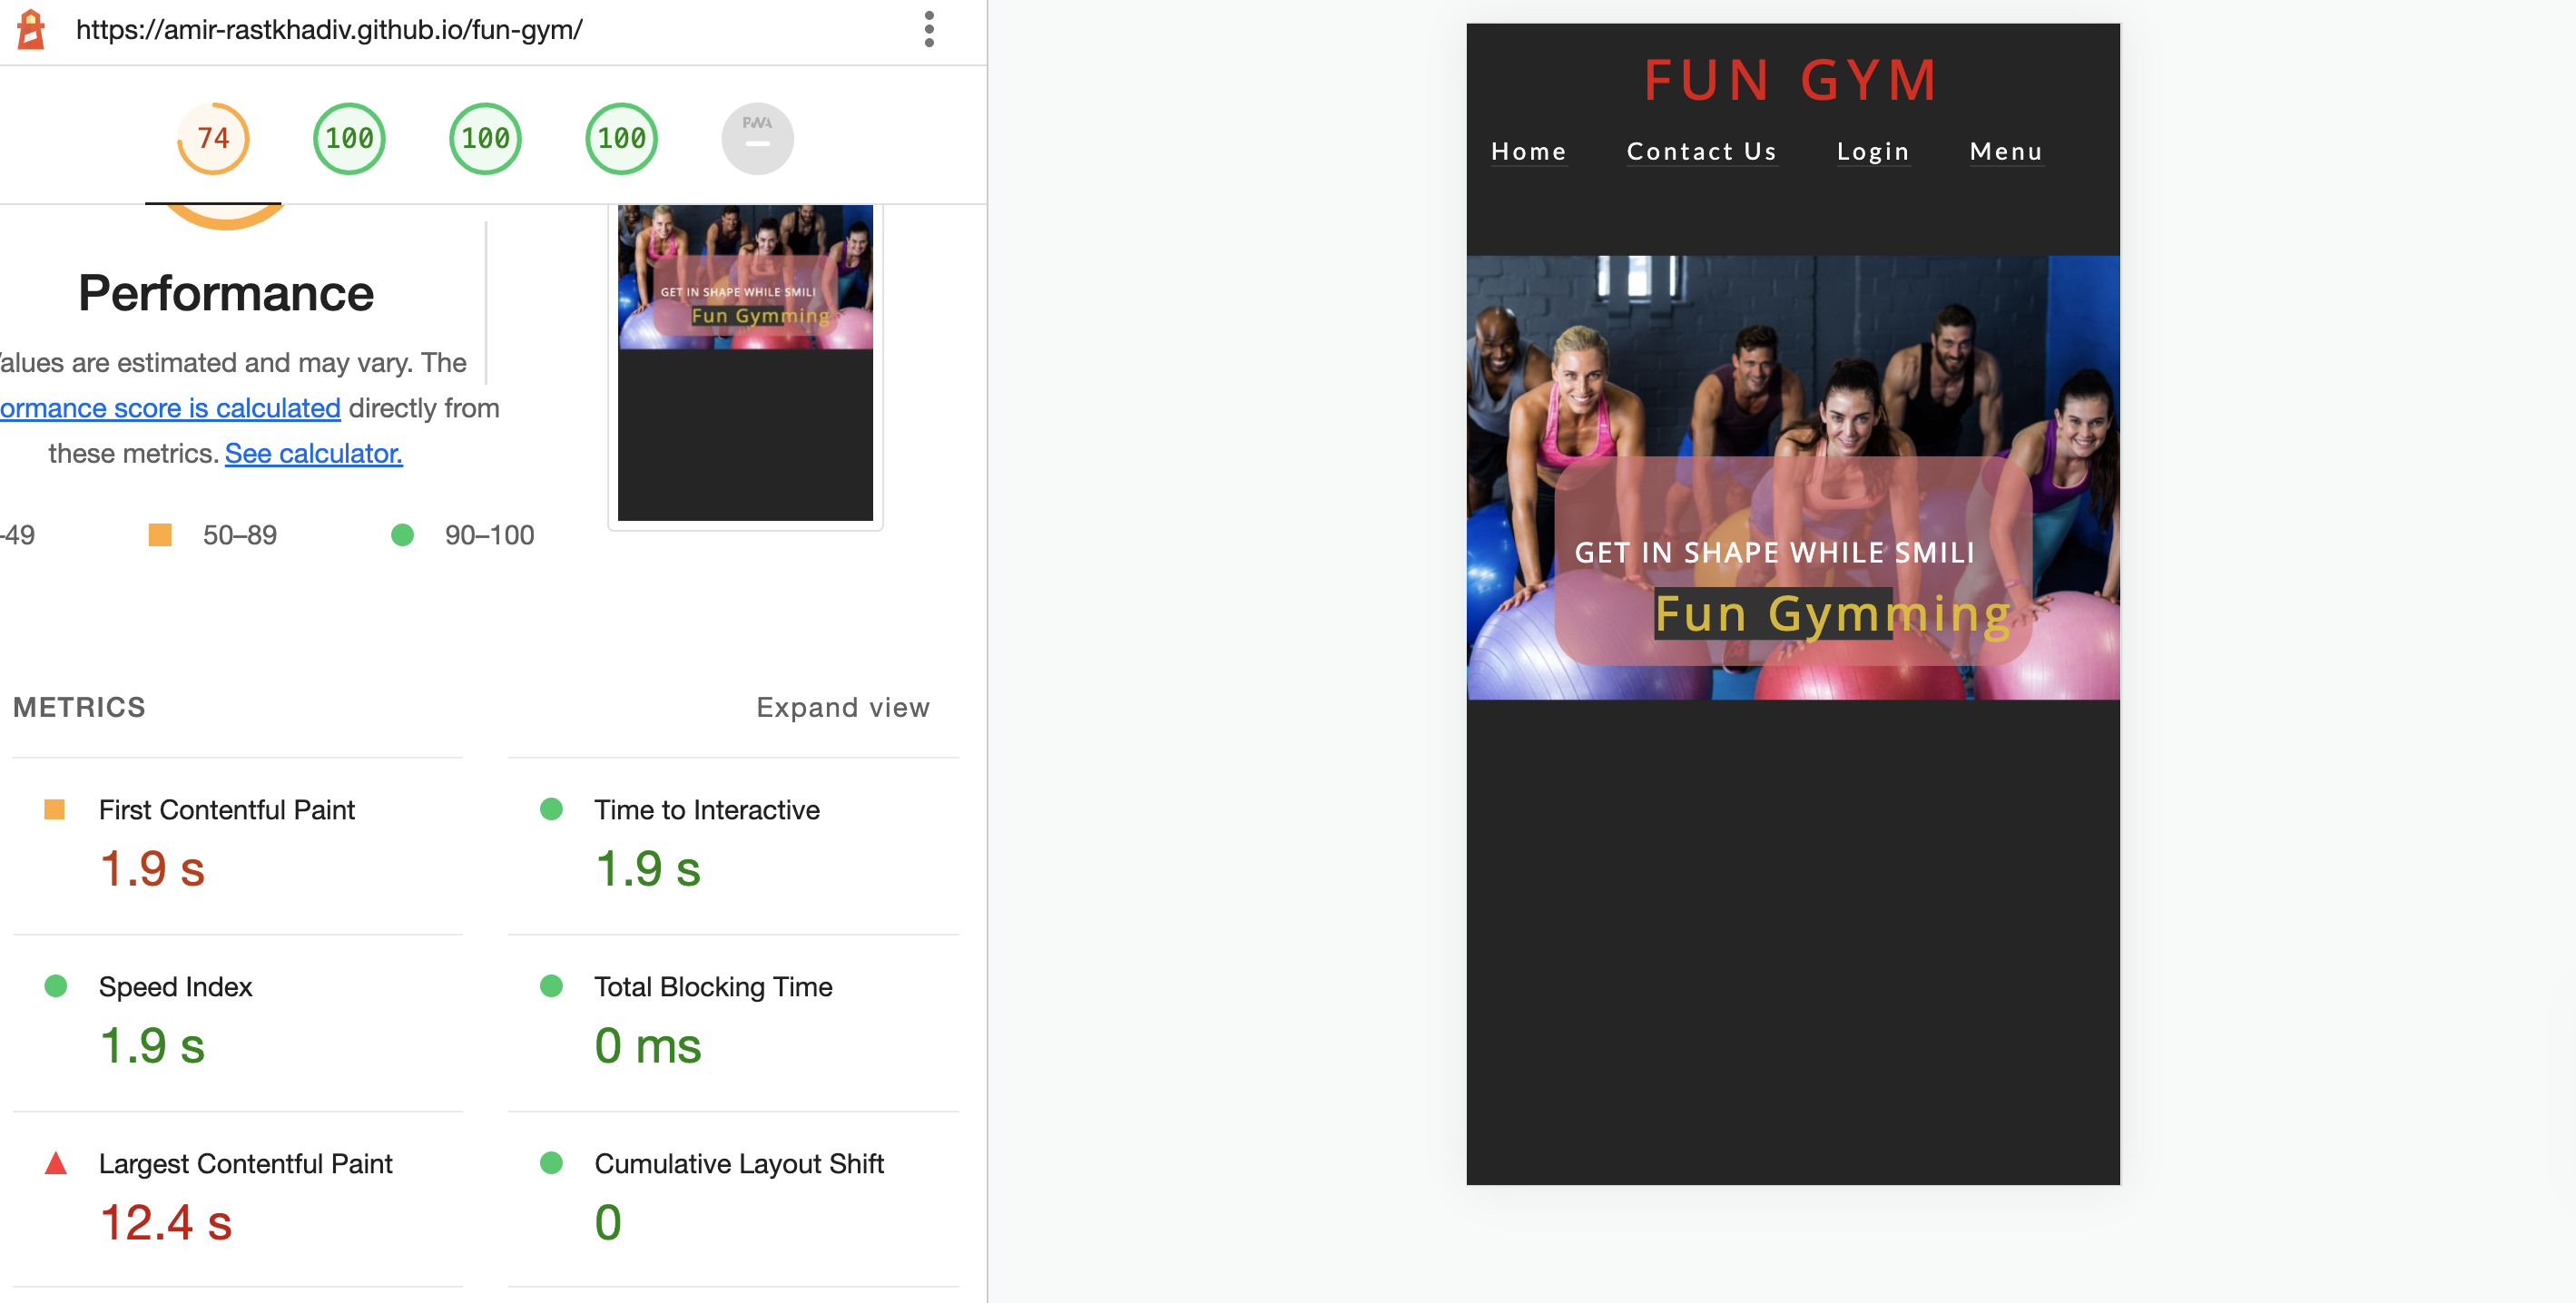 https://amir-rastkhadiv.github.io/fun-gym/
74
100
100
100
PWA
Performance
alues are estimated and may vary. The
ormance score is calculated directly from
these metrics. See calculator.
-49
50–89
90–100
GET IN SHAPE WHILE SMILI
Fun Gymming
METRICS
Expand view
First Contentful Paint
1.9 s
Time to Interactive
1.9 s
Speed Index
1.9 s
Total Blocking Time
0 ms
Largest Contentful Paint
12.4 s
Cumulative Layout Shift
0
FUN GYM
Home Contact Us Login Menu
GET IN SHAPE WHILE SMILI
Fun Gymming